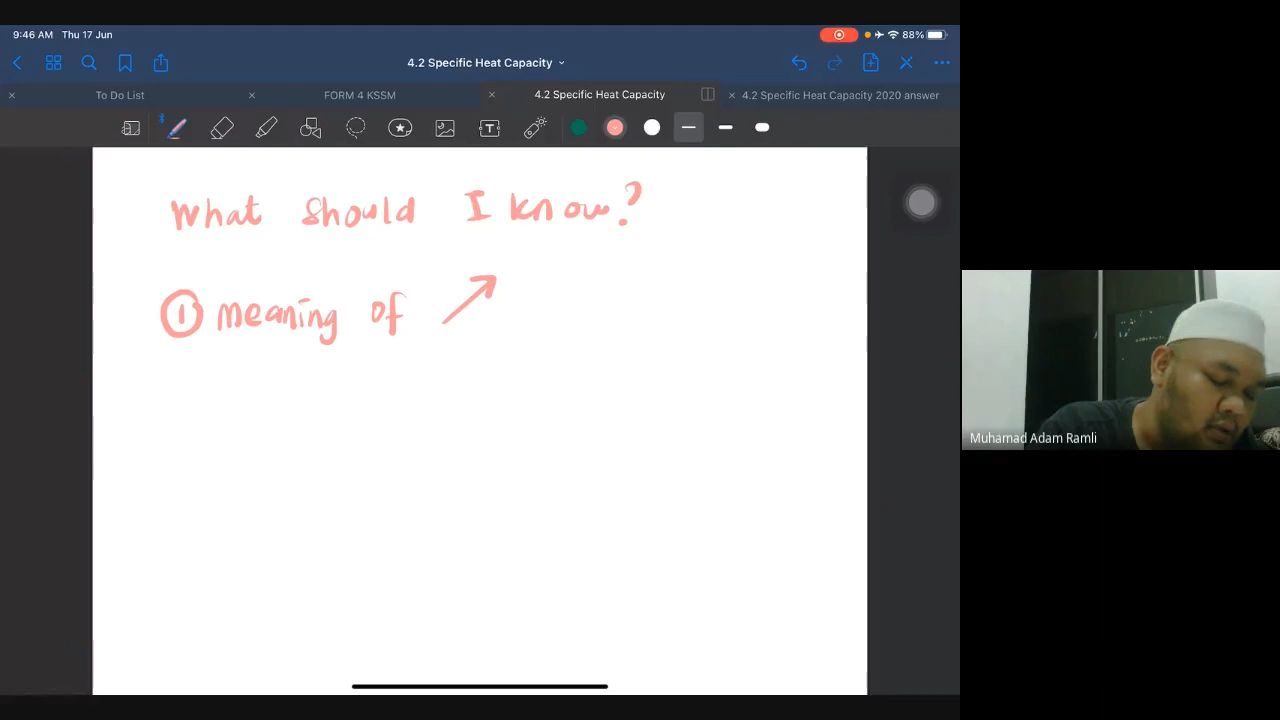 9:46 AM Thu 17 Jun
88%
4.2 Specific Heat Capacity
To Do List
FORM 4 KSSM
4.2 Specific Heat Capacity
4.2 Specific Heat Capacity 2020 answer
What should I know?
① meaning of
Muhamad Adam Ramli